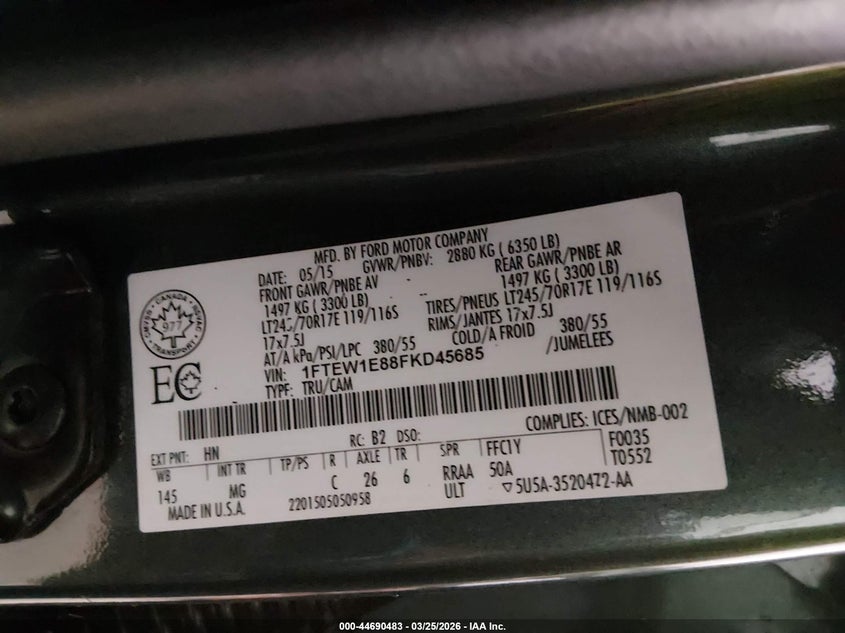 MFD. BY FORD MOTOR COMPANY
DATE: 05/15 GVWR/PNBV: 2880 KG ( 6350 LB)
FRONT GAWR/PNBE AV REAR GAWR/PNBE AR
1497 KG ( 3300 LB) 1497 KG ( 3300 LB)
LT245/70R17E 119/116S TIRES/PNEUS LT245/70R17E 119/116S
17x7.5J RIMS/JANTES 17x7.5J
AT/A kPa/PSI/LPC 380/55 COLD/A FROID 380/55
VIN: 1FTEW1E88FKD45685 /JUMELEES
TYPE: TRU/CAM
CANADA
977
TRANSPORT
EC
COMPLIES: ICES/NMB-002
RC: B2 DSO:
EXT PNT: HN FFC1Y F0035
WB INT TR TP/PS R AXLE TR SPR 50A T0552
145 MG C 26 6 RRAA
MADE IN U.S.A. 2201505050958 ULT ▽5U5A-3520472-AA
000-44690483 - 03/25/2026 - IAA Inc.